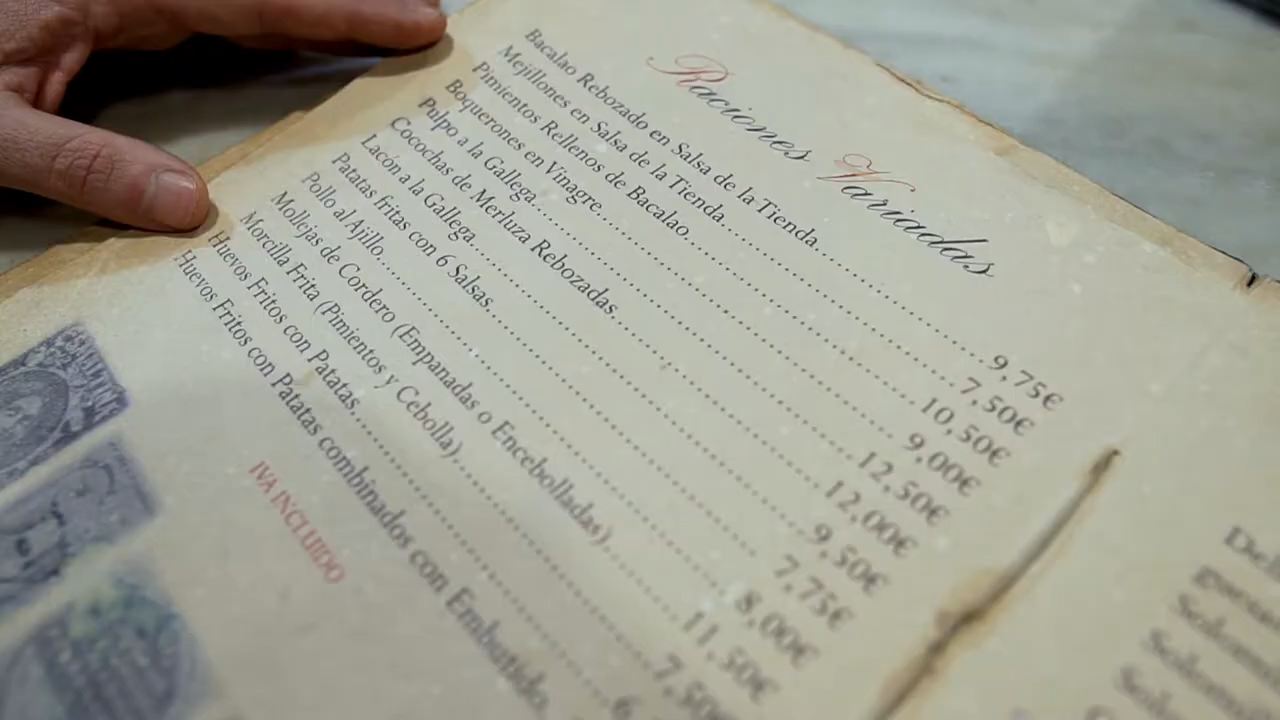 Raciones Variadas
Bacalao Rebozado en Salsa de la Tienda 9,75€
Mejillones en Salsa de la Tienda 7,50€
Pimientos Rellenos de Bacalao 10,50€
Boquerones en Vinagre 9,00€
Pulpo a la Gallega 12,50€
Cocochas de Merluza Rebozadas 12,00€
Lacón a la Gallega 9,50€
Patatas fritas con 6 Salsas 7,75€
Pollo al Ajillo 8,00€
Mollejas de Cordero (Empanadas o Encebolladas) 11,50€
Morcilla Frita (Pimientos y Cebolla) 7,50€
Huevos Fritos con Patatas
Huevos Fritos con Patatas combinados con Embutido
IVA INCLUIDO